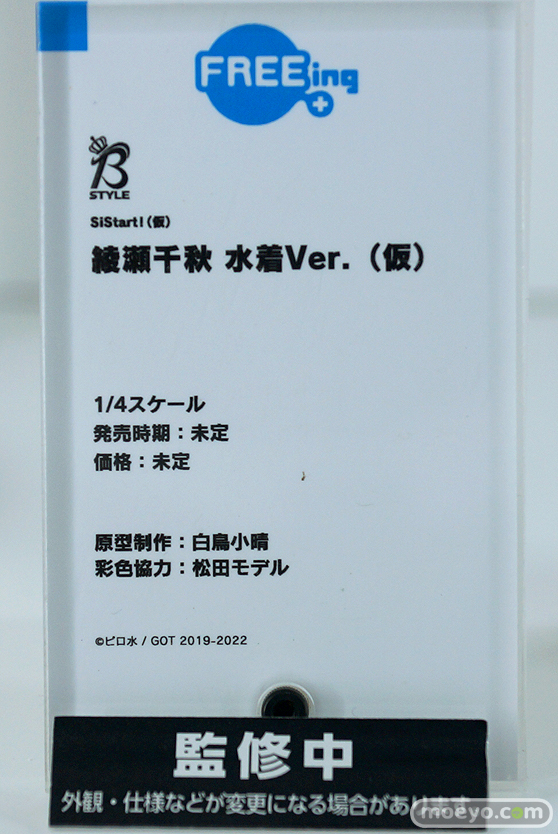 FREEing
B
STYLE
SiStart!(仮)
綾瀬千秋 水着Ver.（仮）
1/4スケール
発売時期：未定
価格：未定
原型制作：白鳥小晴
彩色協力：松田モデル
©ピロ水 / GOT 2019-2022
監修中
外観・仕様などが変更になる場合があります。
moeyo.com